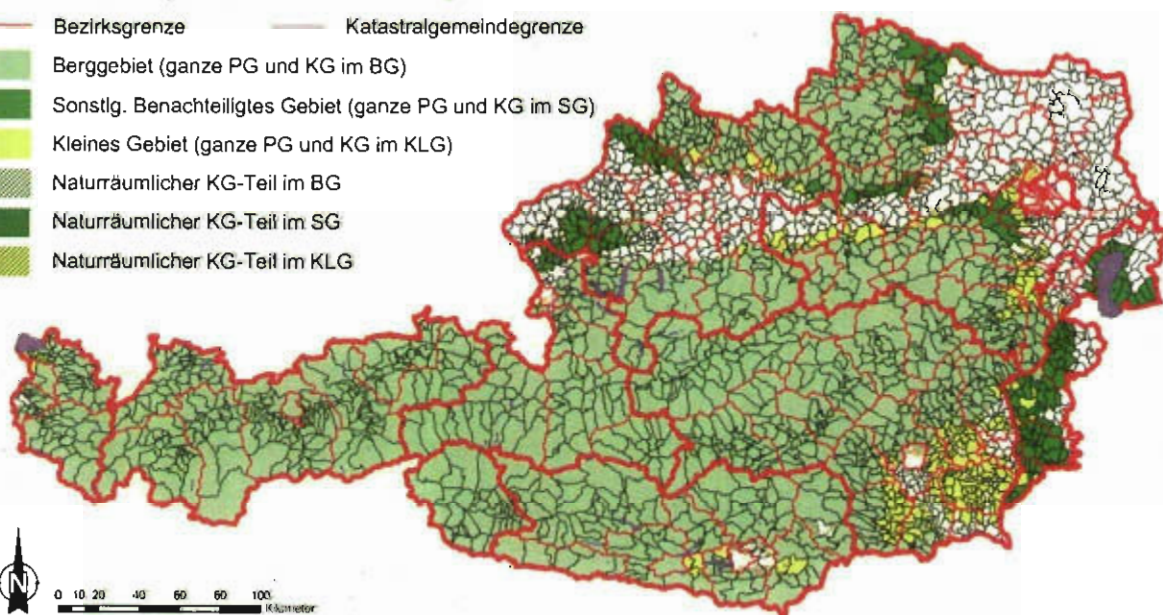 Bezirksgrenze Katastralgemeindegrenze
Berggebiet (ganze PG und KG im BG)
Sonstlg. Benachteiligtes Gebiet (ganze PG und KG im SG)
Kleines Gebiet (ganze PG und KG im KLG)
Naturräumlicher KG-Teil im BG
Naturräumlicher KG-Teil im SG
Naturräumlicher KG-Teil im KLG
N
0 10 20 40 60 80 100
Kilometer